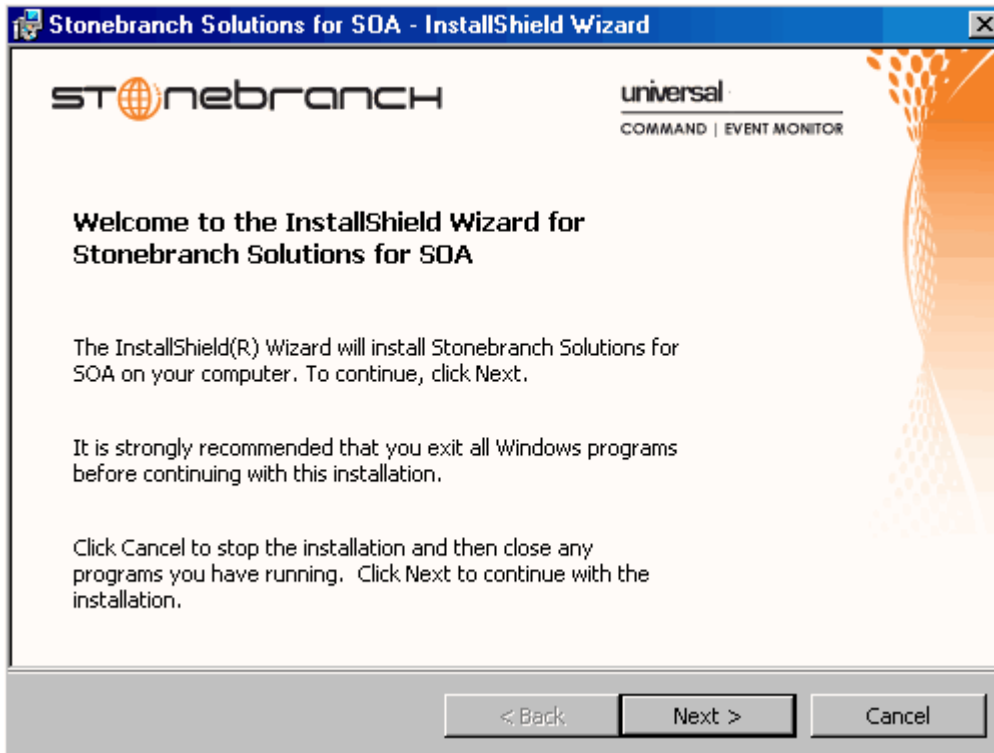 Stonebranch Solutions for SOA - InstallShield Wizard
stonebranch
universal
COMMAND | EVENT MONITOR
Welcome to the InstallShield Wizard for
Stonebranch Solutions for SOA
The InstallShield(R) Wizard will install Stonebranch Solutions for
SOA on your computer. To continue, click Next.
It is strongly recommended that you exit all Windows programs
before continuing with this installation.
Click Cancel to stop the installation and then close any
programs you have running.  Click Next to continue with the
installation.
< Back
Next >
Cancel